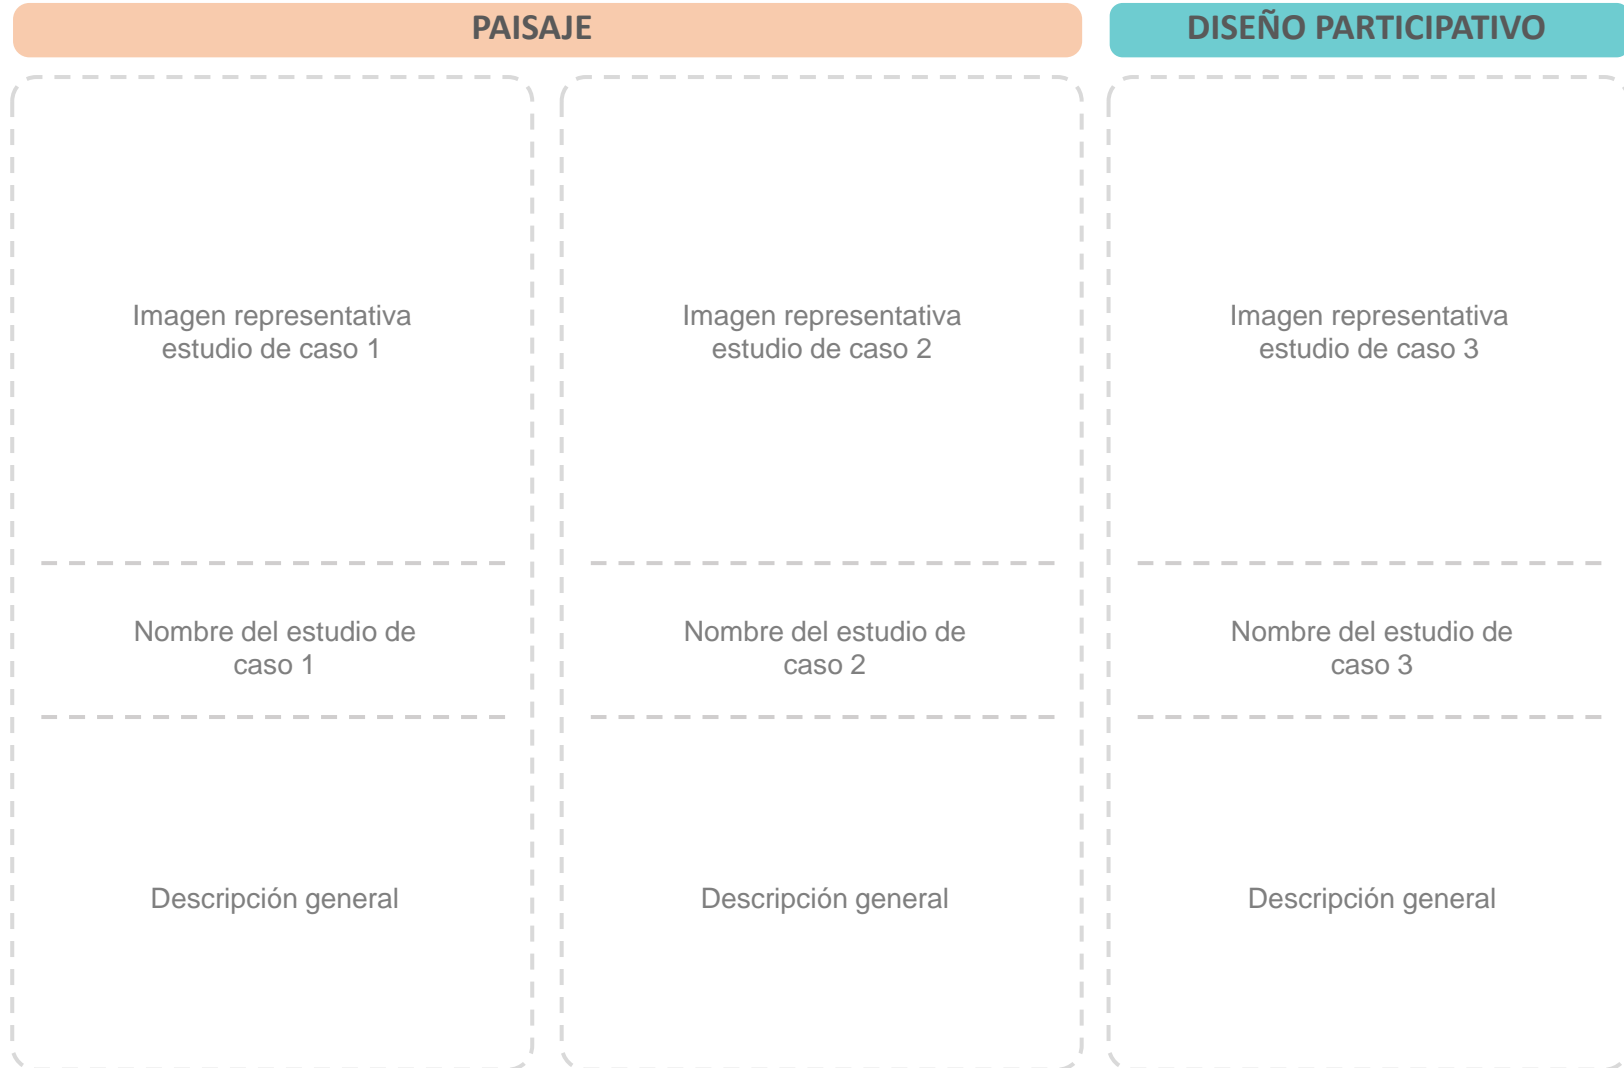 PAISAJE
DISEÑO PARTICIPATIVO
Imagen representativa
estudio de caso 1
Imagen representativa
estudio de caso 2
Imagen representativa
estudio de caso 3
Nombre del estudio de
caso 1
Nombre del estudio de
caso 2
Nombre del estudio de
caso 3
Descripción general
Descripción general
Descripción general